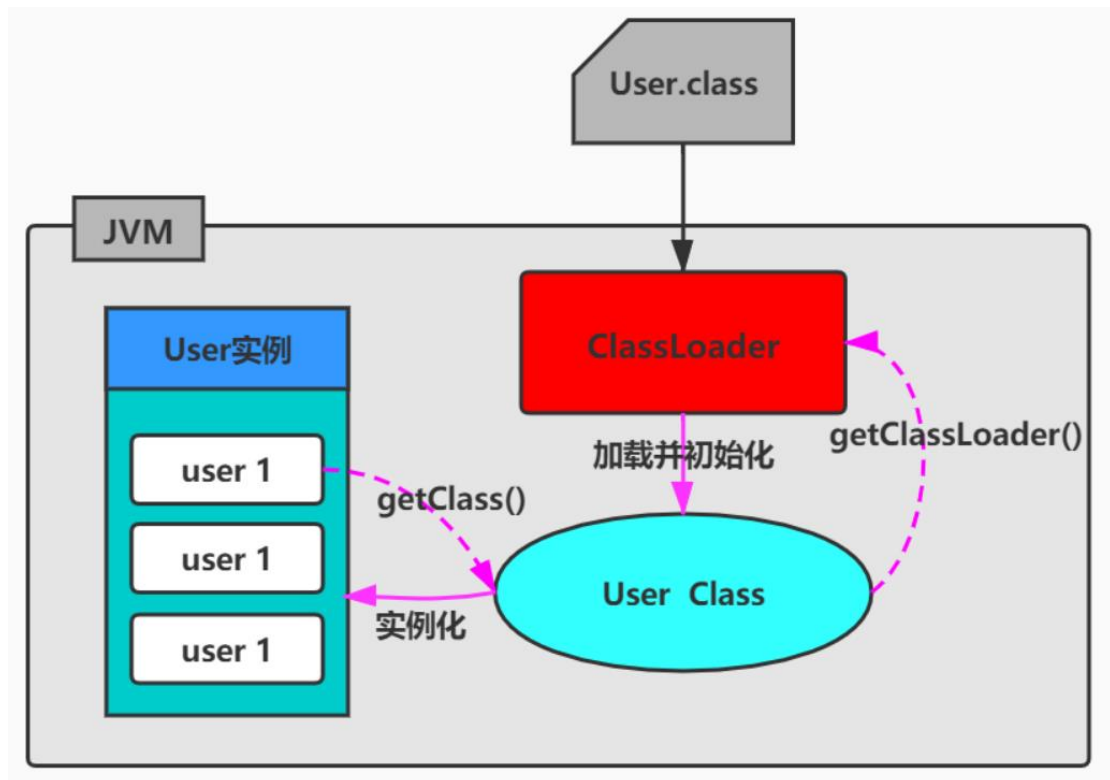 User.class
JVM
User实例
ClassLoader
加载并初始化
getClassLoader()
user 1
getClass()
user 1
User Class
实例化
user 1